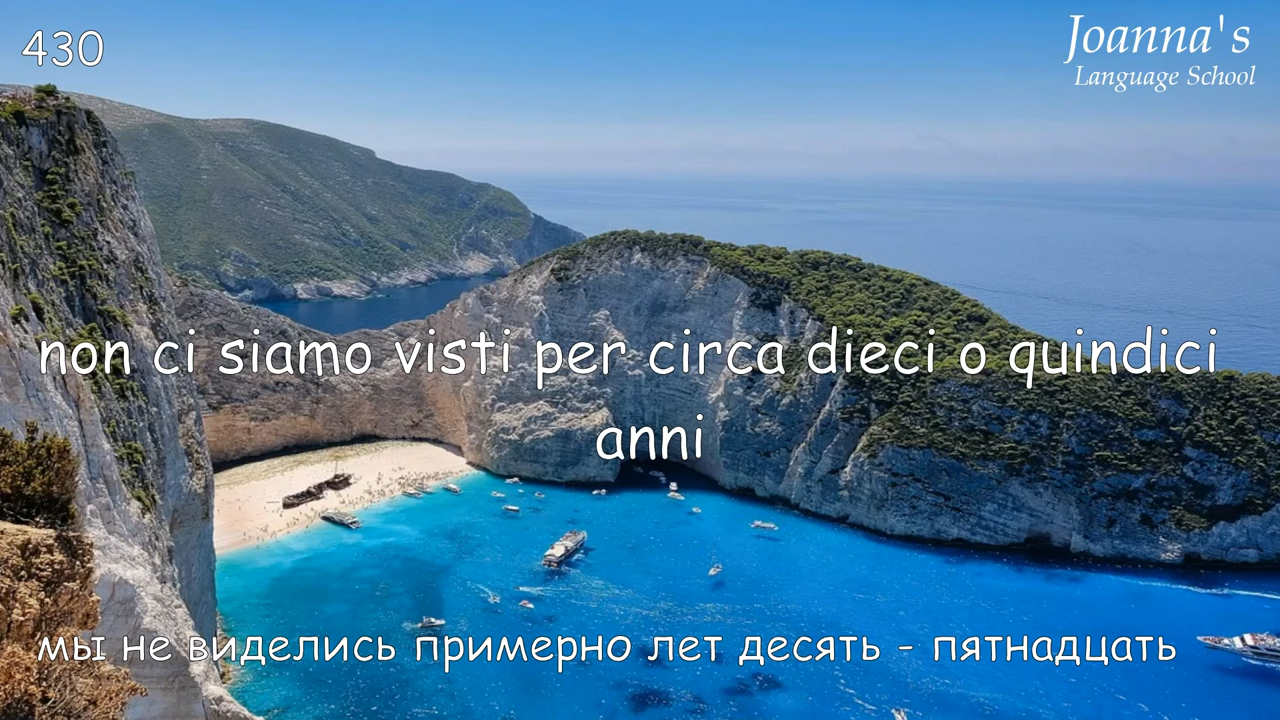 430
Joanna's
Language School
non ci siamo visti per circa dieci o quindici
anni
мы не виделись примерно лет десять - пятнадцать